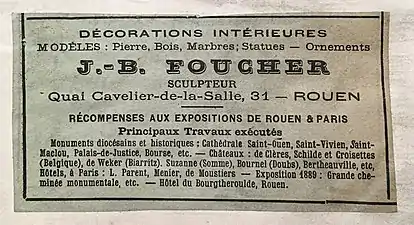 DÉCORATIONS INTÉRIEURES
MODÈLES : Pierre, Bois, Marbres; Statues — Ornements
J.-B. FOUCHER
SCULPTEUR
Quai Cavelier-de-la-Salle, 31 — ROUEN
RÉCOMPENSES AUX EXPOSITIONS DE ROUEN & PARIS
Principaux Travaux exécutés
Monuments diocésains et historiques : Cathédrale Saint-Ouen, Saint-Vivien, Saint-
Maclou, Palais-de-Justice, Bourse, etc. — Châteaux : de Clères, Schilde et Croisettes
(Belgique), de Weker (Biarritz). Suzanne (Somme), Bournel (Doubs), Bertheauville, etc,
Hôtels, à Paris : L. Parent, Menier, de Moustiers — Exposition 1889 : Grande che-
minée monumentale, etc. — Hôtel du Bourgtheroulde, Rouen.